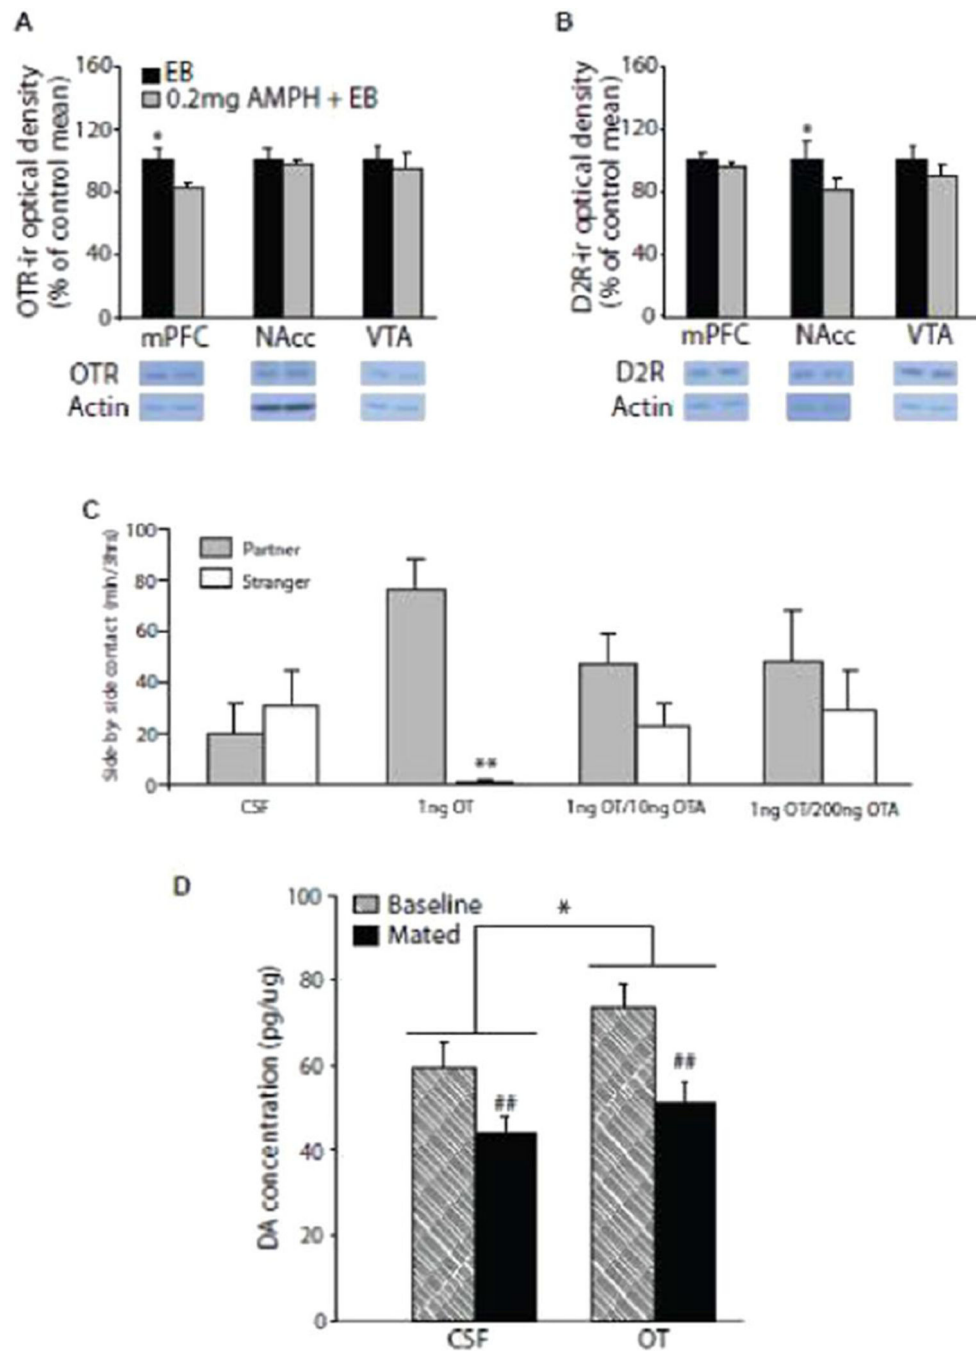 A
OTR-ir optical density
(% of control mean)
160
120
80
40
0
EB
0.2mg AMPH + EB
*
mPFC NAcc VTA
OTR
Actin
B
D2R-ir optical density
(% of control mean)
160
120
80
40
0
*
mPFC NAcc VTA
D2R
Actin
C
Side-by-side contact (min/3hrs)
100
80
60
40
20
0
Partner
Stranger
**
CSF 1ng OT 1ng OT/10ng OTA 1ng OT/200ng OTA
D
DA concentration (pg/ug)
100
80
60
40
20
0
Baseline
Mated
*
##
##
CSF OT